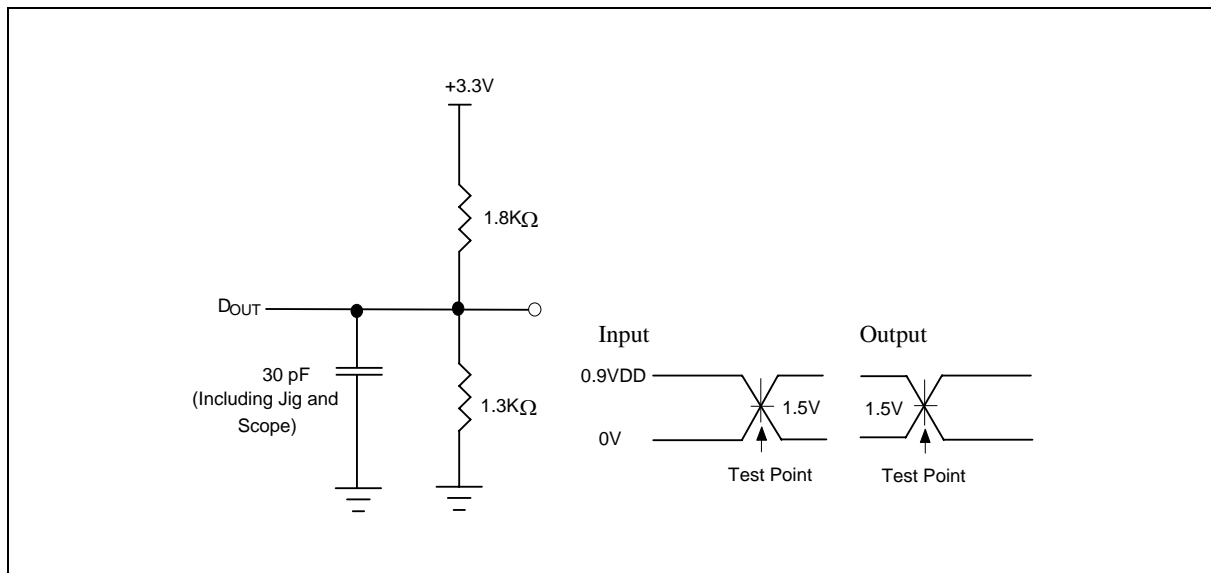 +3.3V
1.8KΩ
DOUT
30 pF
(Including Jig and
Scope)
1.3KΩ
Input
Output
0.9VDD
1.5V
1.5V
0V
Test Point
Test Point